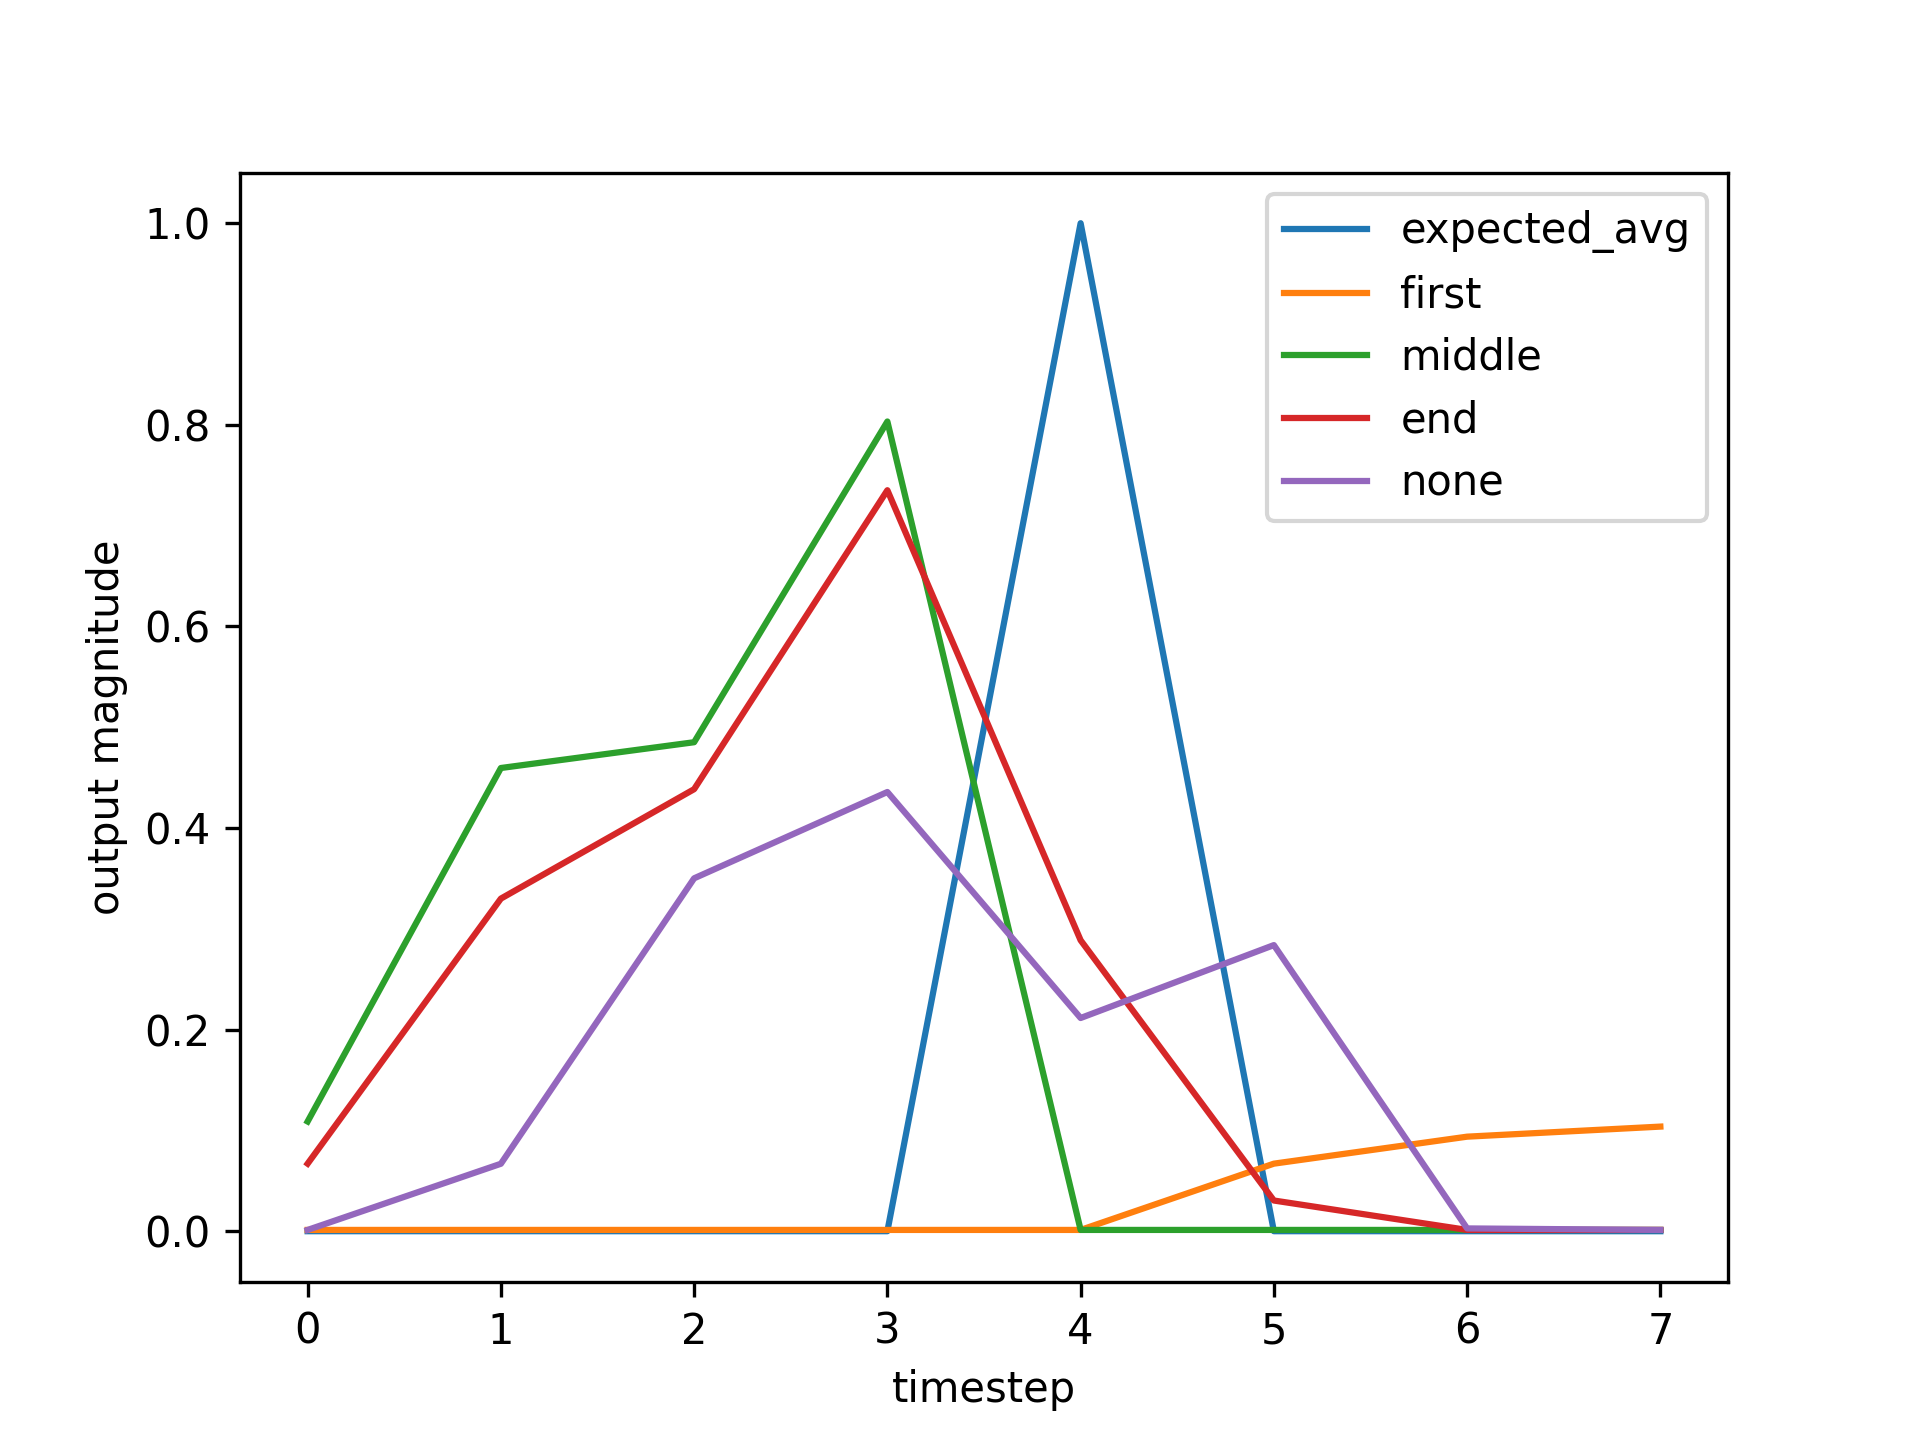 expected_avg
first
middle
end
none
1.0
0.8
0.6
0.4
0.2
0.0
output magnitude
0 1 2 3 4 5 6 7
timestep